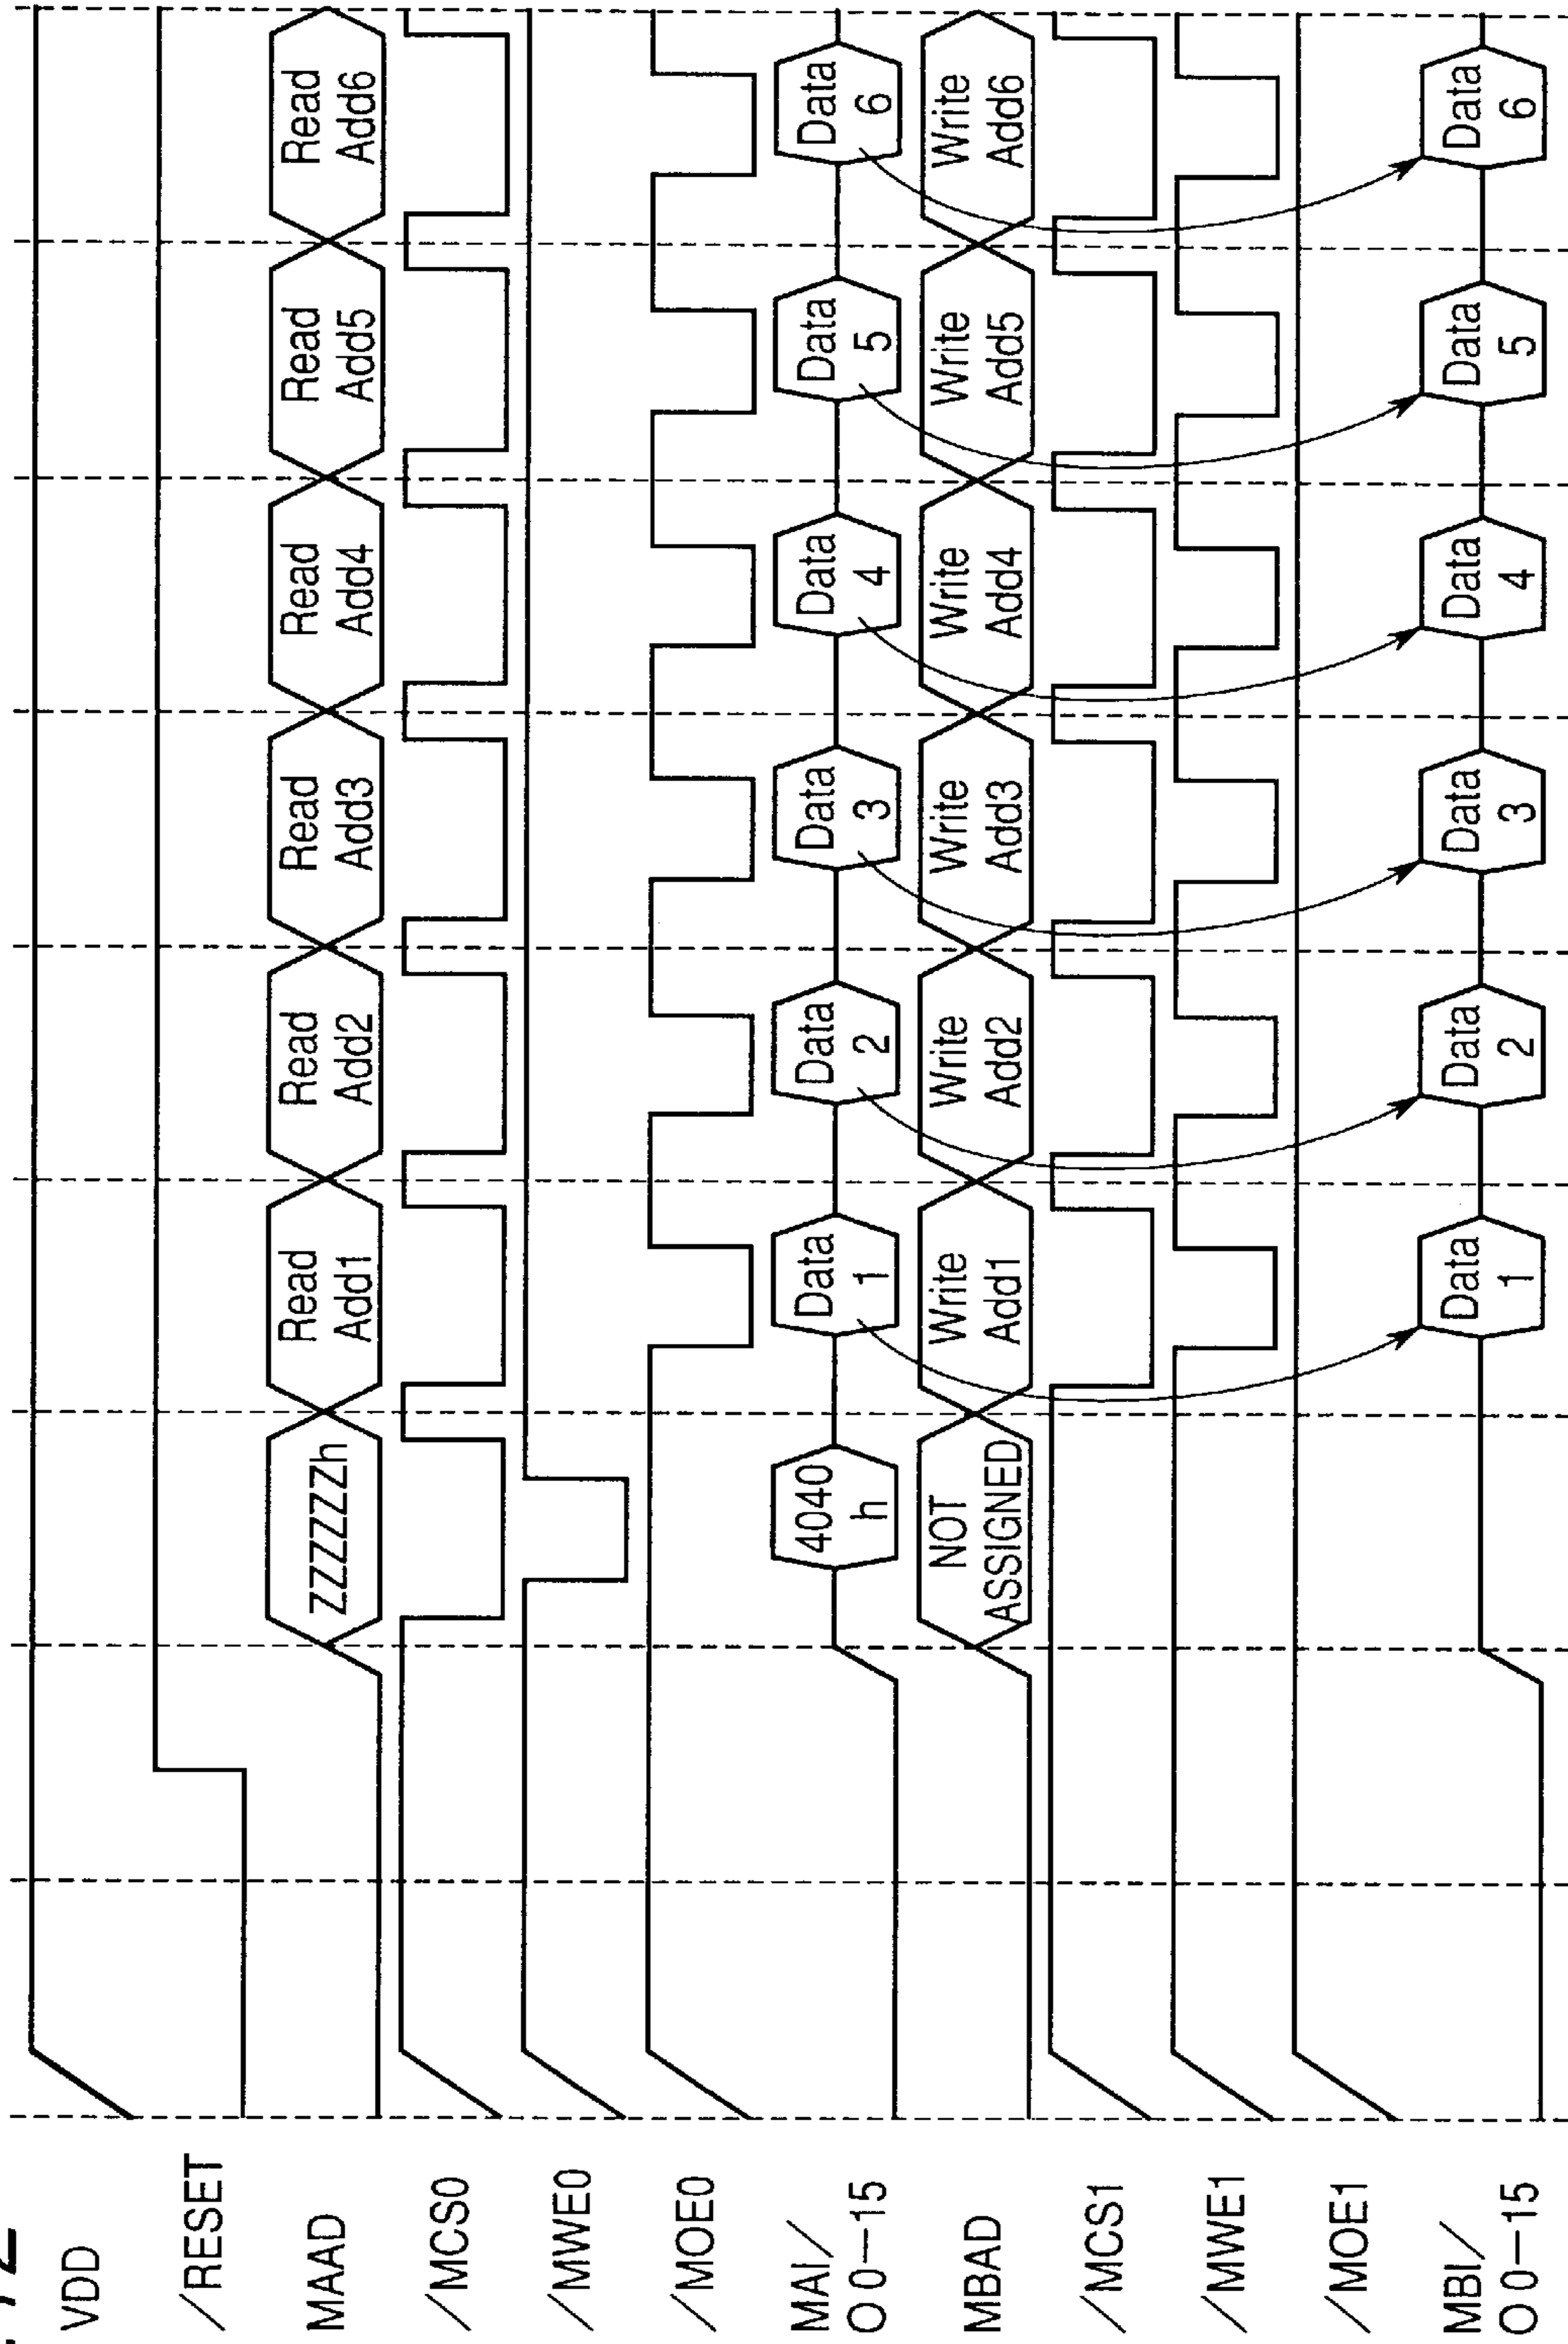 VDD
/RESET
MAAD
ZZZZZZh
Read
Add1
Read
Add2
Read
Add3
Read
Add4
Read
Add5
Read
Add6
/MCS0
/MWE0
/MOE0
MAI/
O 0–15
4040
h
Data
1
Data
2
Data
3
Data
4
Data
5
Data
6
MBAD
NOT
ASSIGNED
Write
Add1
Write
Add2
Write
Add3
Write
Add4
Write
Add5
Write
Add6
/MCS1
/MWE1
/MOE1
MBI/
O 0–15
Data
1
Data
2
Data
3
Data
4
Data
5
Data
6